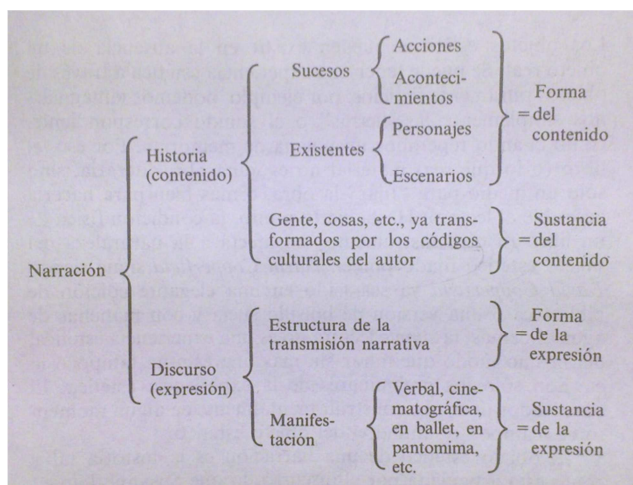 Acciones
Sucesos
Aconteci-
mientos
Forma
= del
contenido
Personajes
Existentes
Escenarios
Historia
(contenido)
Gente, cosas, etc., ya trans-
formados por los códigos
culturales del autor
Sustancia
= del
contenido
Narración
Estructura de la
transmisión narrativa
Forma
= de la
expresión
Discurso
(expresión)
Manifes-
tación
Verbal, cine-
matográfica,
en ballet, en
pantomima,
etc.
Sustancia
= de la
expresión